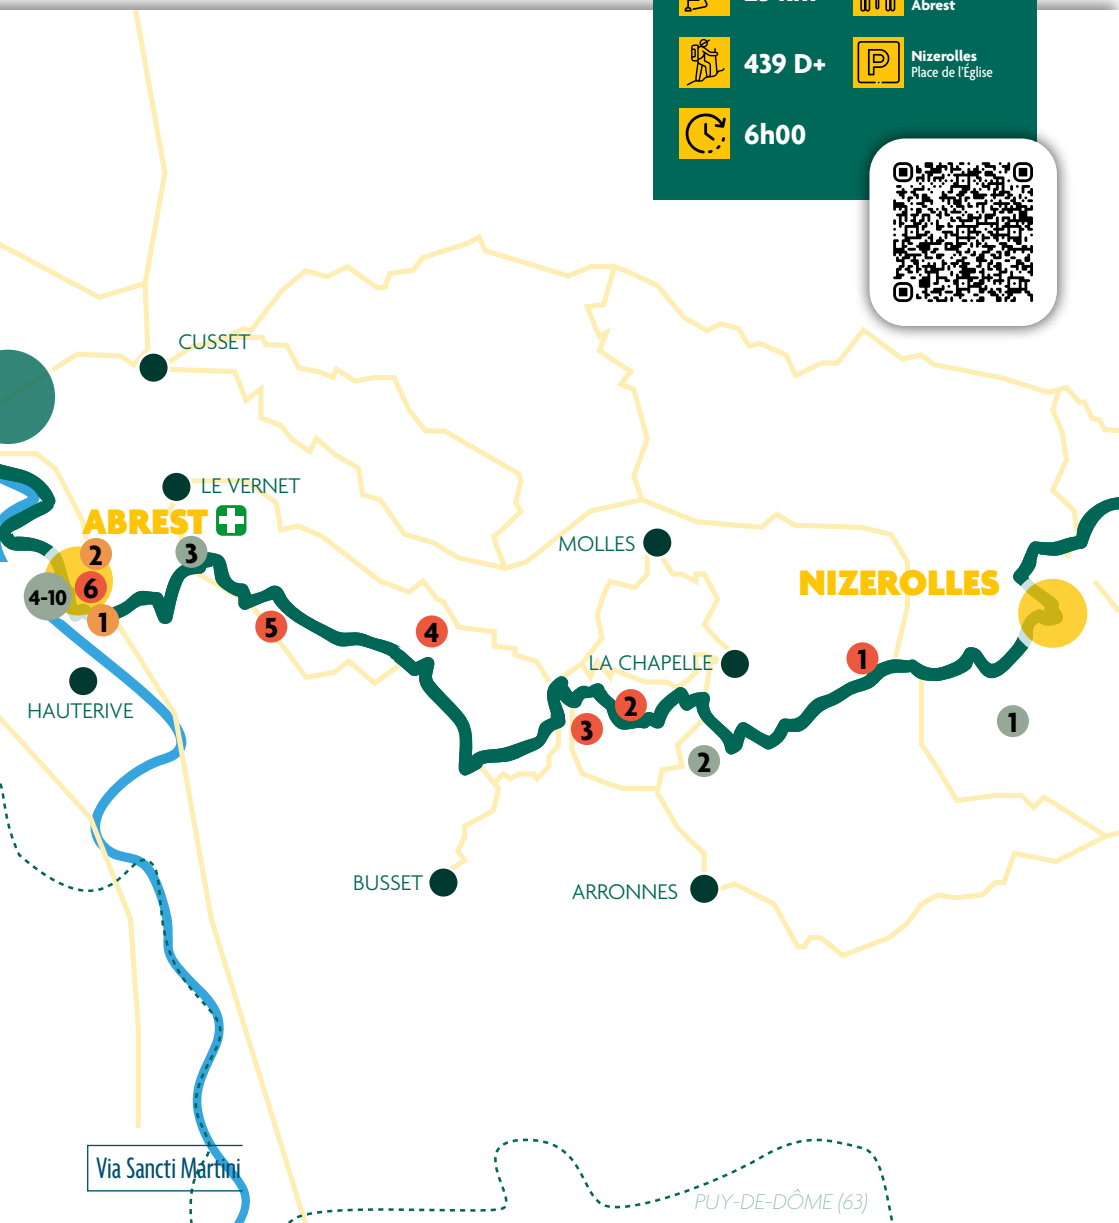 Abrest
439 D+
P
Nizerolles
Place de l'Église
6h00
CUSSET
LE VERNET
ABREST
2
3
6
4-10
1
5
4
MOLLES
NIZEROLLES
LA CHAPELLE
1
2
3
2
1
HAUTERIVE
BUSSET
ARRONNES
Via Sancti Martini
PUY-DE-DÔME (63)